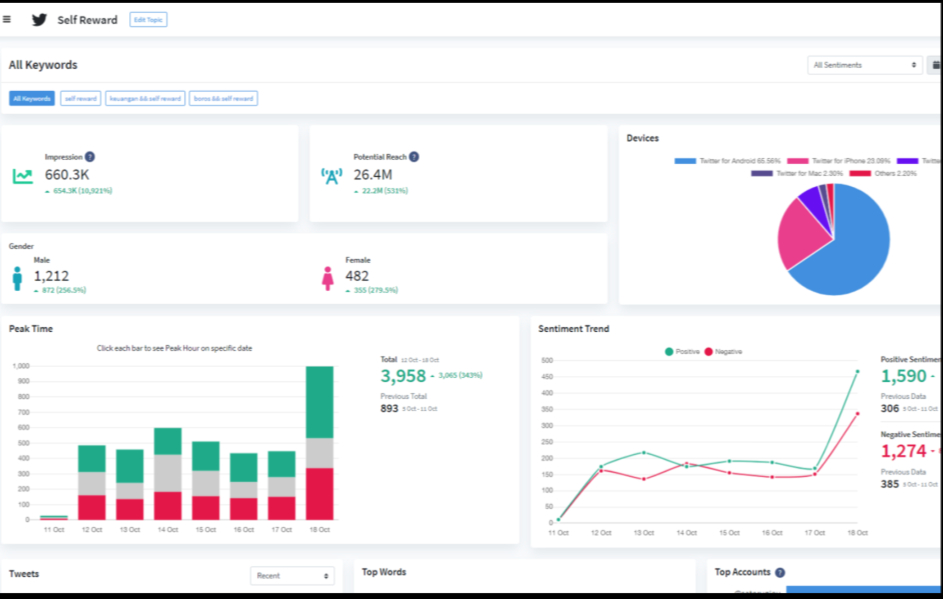 Self Reward
Edit Topic
All Keywords
All Sentiments
All Keywords
self reward
keuangan && self reward
boros && self reward
Impression ?
660.3K
654.3K (10,921%)
Potential Reach ?
26.4M
22.2M (531%)
Devices
Twitter for Android 65.56%
Twitter for iPhone 23.09%
Twitter for Mac 2.30%
Others 2.20%
Gender
Male
1,212
872 (256.5%)
Female
482
355 (279.5%)
Peak Time
Click each bar to see Peak Hour on specific date
1,000
900
800
700
600
500
400
300
200
100
0
11 Oct
12 Oct
13 Oct
14 Oct
15 Oct
16 Oct
17 Oct
18 Oct
Total 12 Oct - 18 Oct
3,958 - 3,065 (343%)
Previous Total
893 5 Oct - 11 Oct
Sentiment Trend
Positive
Negative
500
450
400
350
300
250
200
150
100
50
0
11 Oct
12 Oct
13 Oct
14 Oct
15 Oct
16 Oct
17 Oct
18 Oct
Positive Sentime
1,590 -
Previous Data
306 5 Oct - 11 Oct
Negative Sentime
1,274 -
Previous Data
385 5 Oct - 11 Oct
Tweets
Recent
Top Words
Top Accounts ?